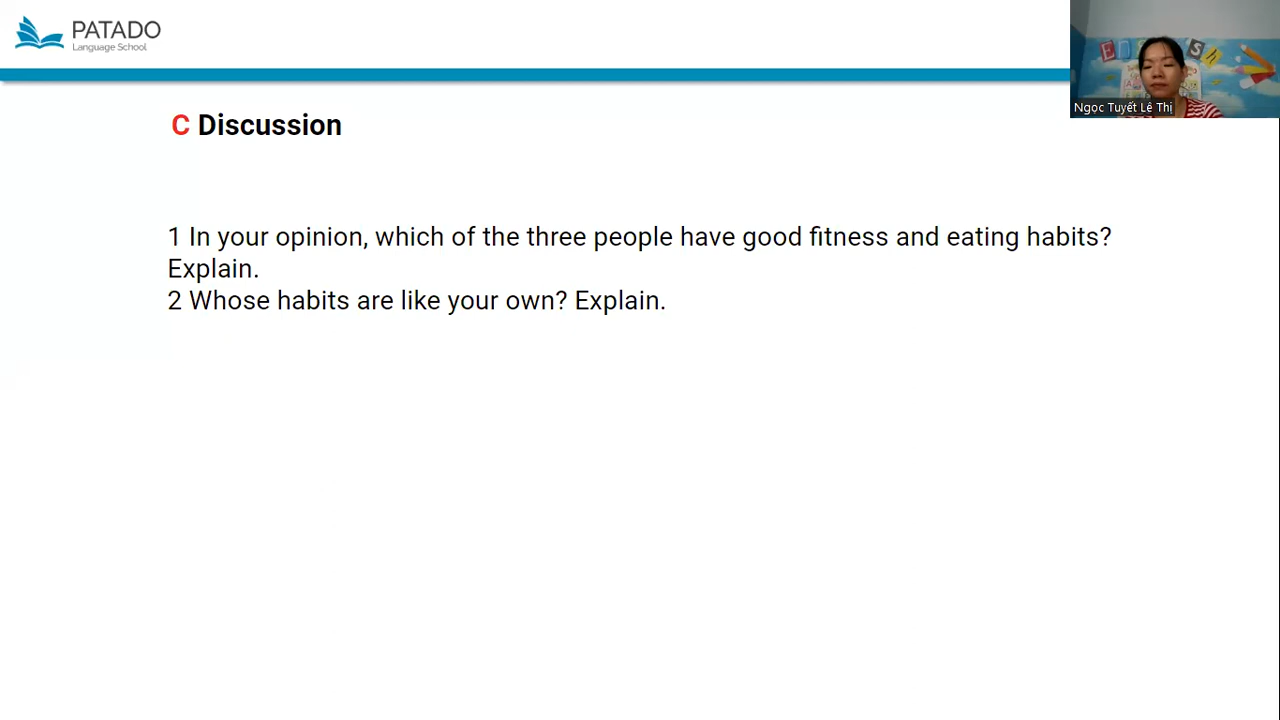 PATADO
Language School
Ngọc Tuyết Lệ Thị
C Discussion
1 In your opinion, which of the three people have good fitness and eating habits?
Explain.
2 Whose habits are like your own? Explain.